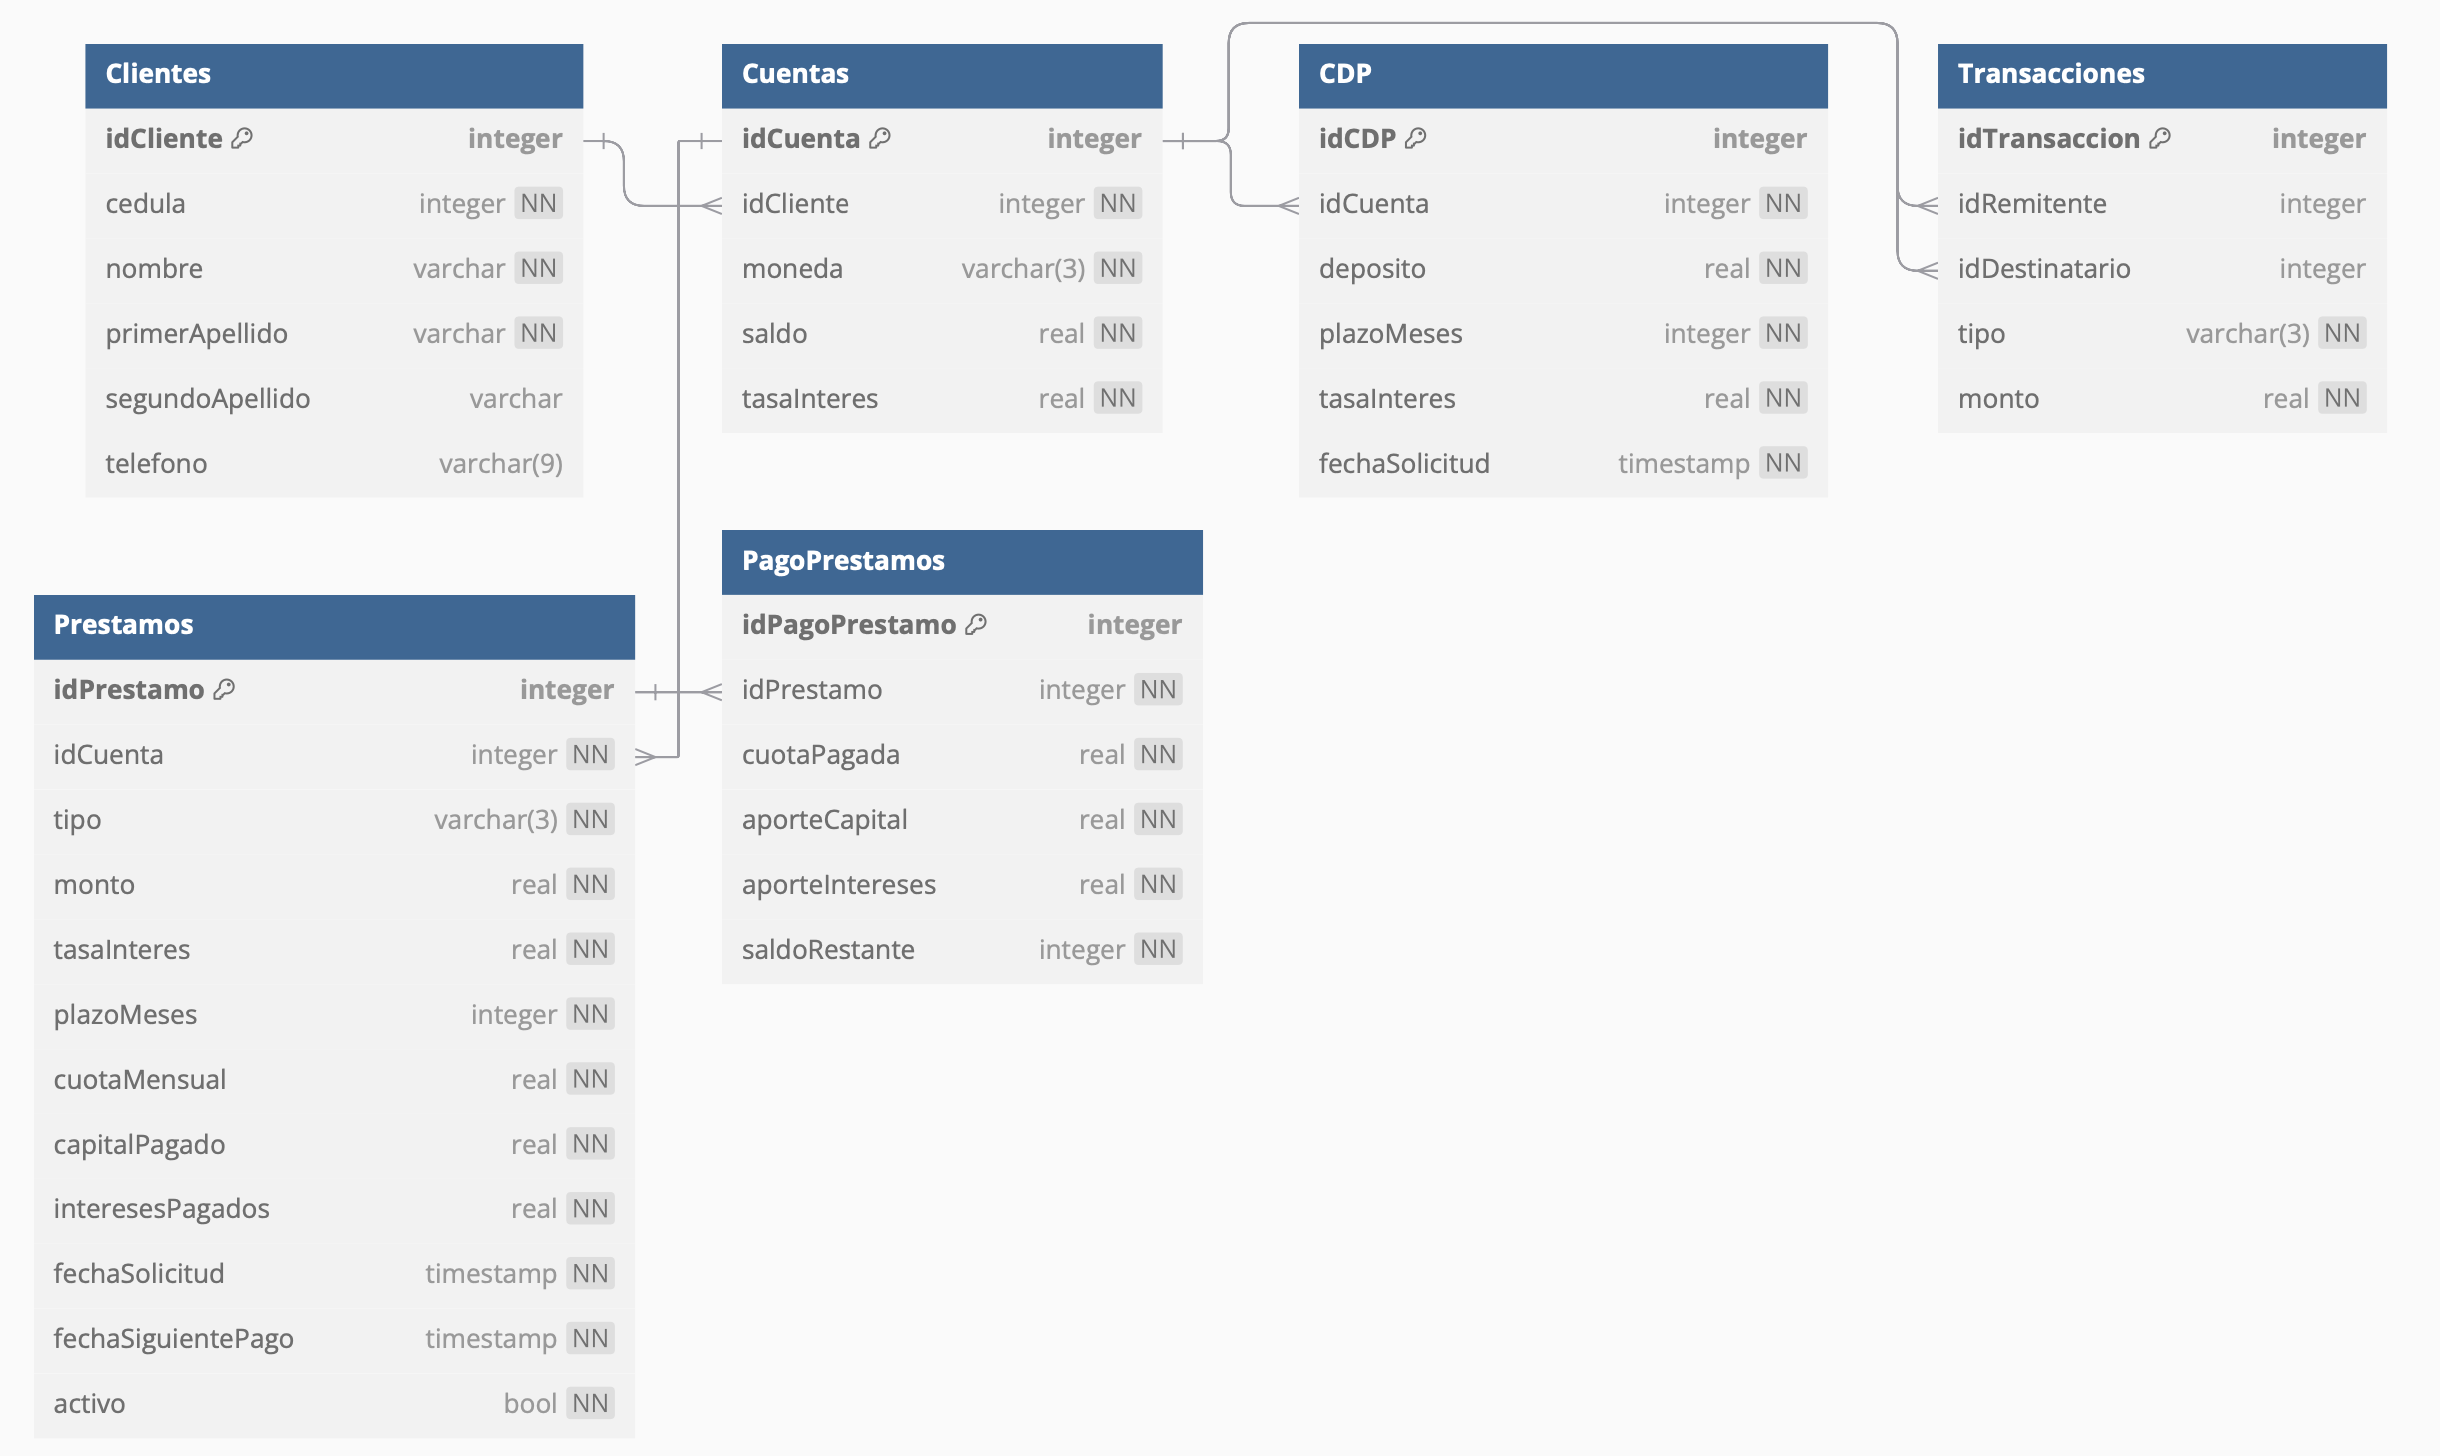 Clientes
idCliente integer
cedula integer NN
nombre varchar NN
primerApellido varchar NN
segundoApellido varchar
telefono varchar(9)
Cuentas
idCuenta integer
idCliente integer NN
moneda varchar(3) NN
saldo real NN
tasaInteres real NN
CDP
idCDP integer
idCuenta integer NN
deposito real NN
plazoMeses integer NN
tasaInteres real NN
fechaSolicitud timestamp NN
Transacciones
idTransaccion integer
idRemitente integer
idDestinatario integer
tipo varchar(3) NN
monto real NN
Prestamos
idPrestamo integer
idCuenta integer NN
tipo varchar(3) NN
monto real NN
tasaInteres real NN
plazoMeses integer NN
cuotaMensual real NN
capitalPagado real NN
interesesPagados real NN
fechaSolicitud timestamp NN
fechaSiguientePago timestamp NN
activo bool NN
PagoPrestamos
idPagoPrestamo integer
idPrestamo integer NN
cuotaPagada real NN
aporteCapital real NN
aporteIntereses real NN
saldoRestante integer NN